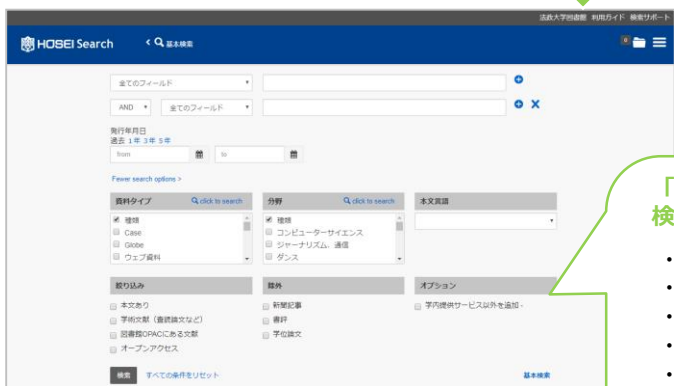 法政大学図書館 利用ガイド 検索サポート
HOSEI Search
< 基本検索
0
全てのフィールド
AND 全てのフィールド
発行年月日
過去 1年 3年 5年
from to
Fewer search options >
資料タイプ click to search
種類
Case
Globe
ウェブ資料
分野 click to search
種類
コンピューターサイエンス
ジャーナリズム、通信
ダンス
本文言語
絞り込み
本文あり
学術文献（査読論文など）
図書館OPACにある文献
オープンアクセス
除外
新聞記事
書評
学位論文
オプション
学内提供サービス以外を追加 -
検索 すべての条件をリセット 基本検索
「
検
•
•
•
•
•